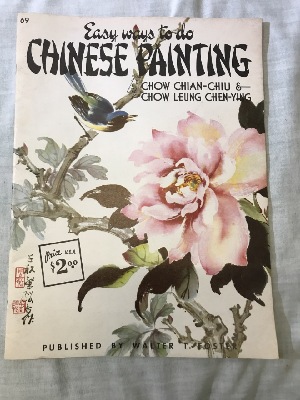 69
Easy ways to do
CHINESE PAINTING
CHOW CHIAN-CHIU &
CHOW LEUNG CHEN-YING
Price U.S.A.
$2.00
PUBLISHED BY WALTER T. FOSTER